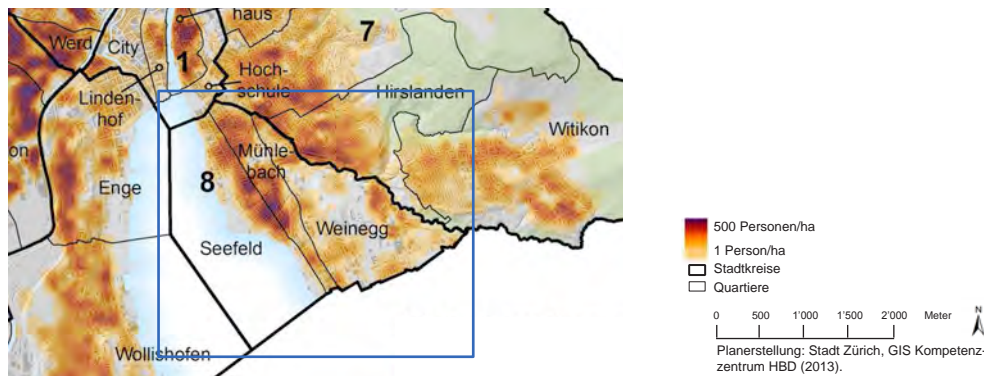 haus
7
Werd
City
1
Hoch-
schule
Linden-
hof
Hirslanden
Witikon
on
Mühle-
bach
Enge
8
Weinegg
Seefeld
Wollishofen
500 Personen/ha
1 Person/ha
Stadtkreise
Quartiere
0 500 1'000 1'500 2'000 Meter N
Planerstellung: Stadt Zürich, GIS Kompetenz-
zentrum HBD (2013).